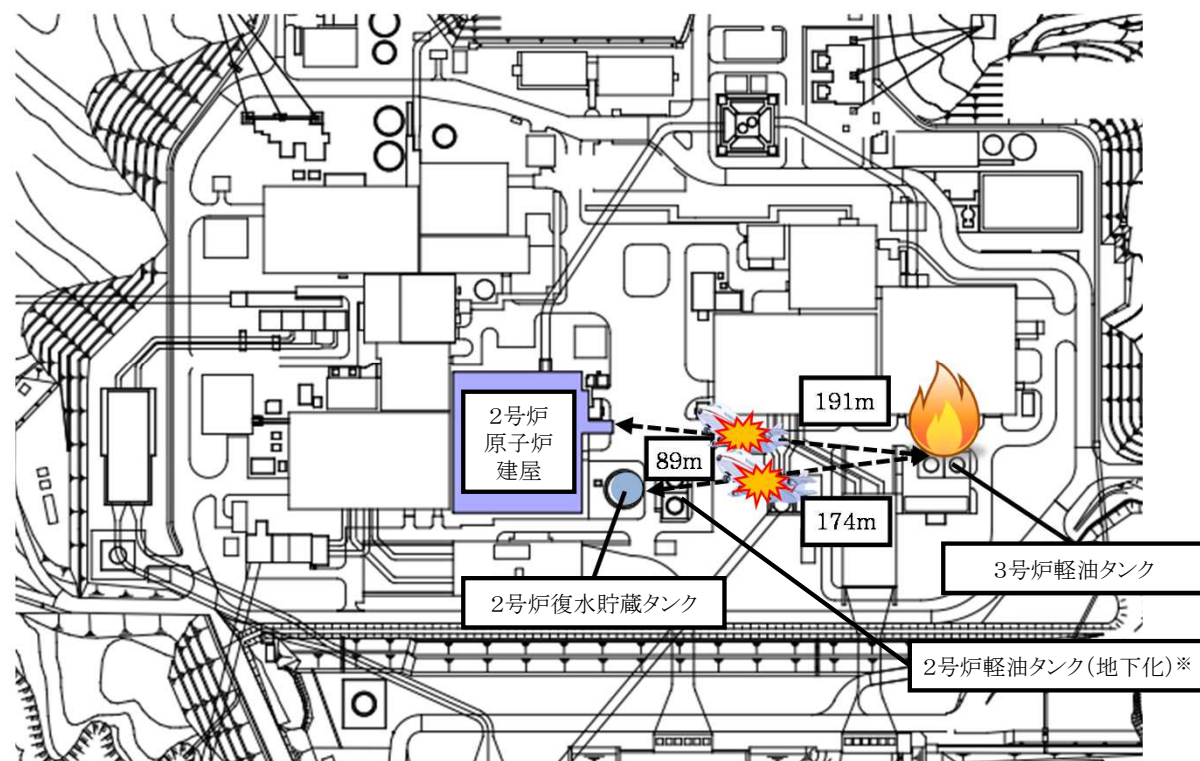 191m
2号炉
原子炉
建屋
89m
174m
3号炉軽油タンク
2号炉復水貯蔵タンク
2号炉軽油タンク(地下化)※